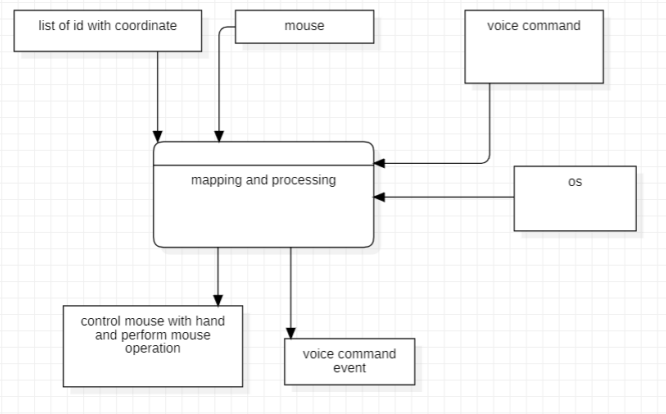 list of id with coordinate
mouse
voice command
mapping and processing
os
control mouse with hand
and perform mouse
operation
voice command
event